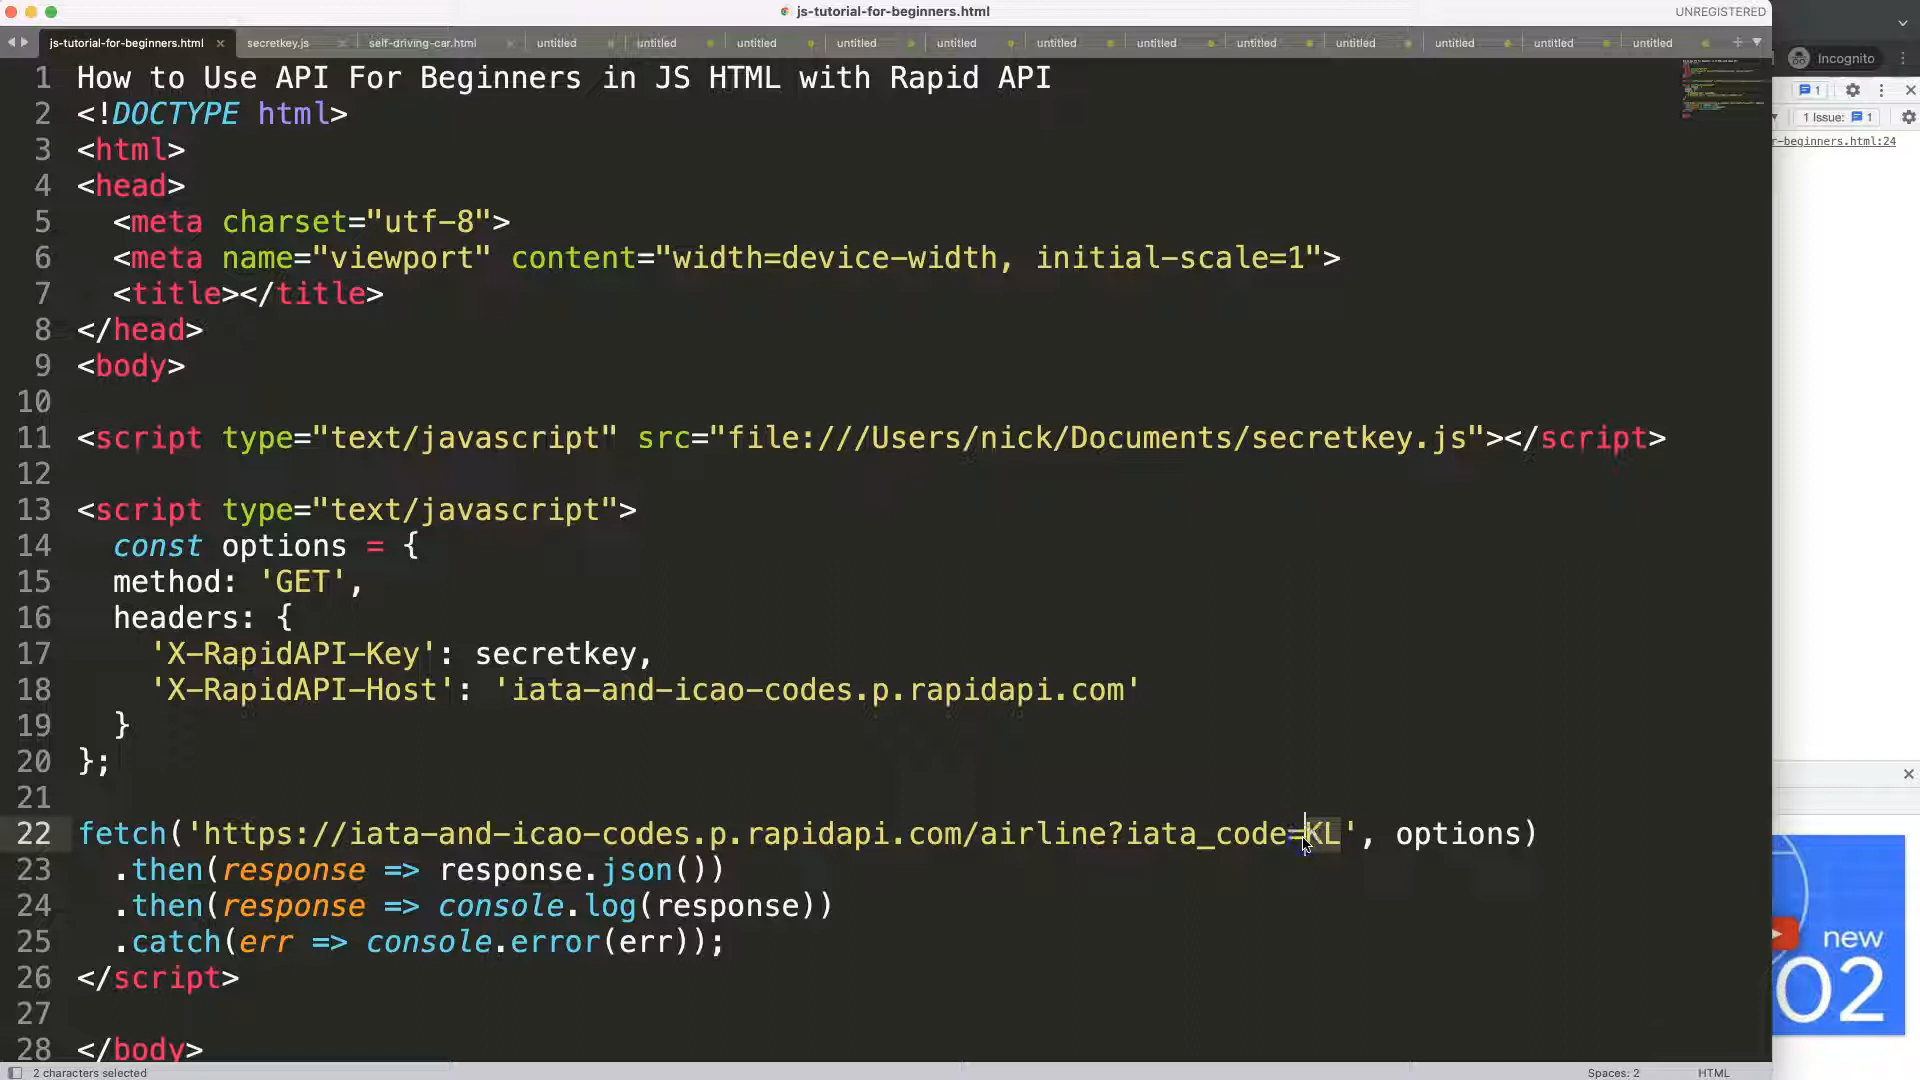 js-tutorial-for-beginners.html
UNREGISTERED
js-tutorial-for-beginners.html
secretkey.js
self-driving-car.html
untitled
untitled
untitled
untitled
untitled
untitled
untitled
untitled
untitled
untitled
untitled
untitled
Incognito
1
1 Issue: 1
r-beginners.html:24
1 How to Use API For Beginners in JS HTML with Rapid API
2 <!DOCTYPE html>
3 <html>
4 <head>
5 <meta charset="utf-8">
6 <meta name="viewport" content="width=device-width, initial-scale=1">
7 <title></title>
8 </head>
9 <body>
10
11 <script type="text/javascript" src="file:///Users/nick/Documents/secretkey.js"></script>
12
13 <script type="text/javascript">
14 const options = {
15 method: 'GET',
16 headers: {
17 'X-RapidAPI-Key': secretkey,
18 'X-RapidAPI-Host': 'iata-and-icao-codes.p.rapidapi.com'
19 }
20 };
21
22 fetch('https://iata-and-icao-codes.p.rapidapi.com/airline?iata_code=KL', options)
23 .then(response => response.json())
24 .then(response => console.log(response))
25 .catch(err => console.error(err));
26 </script>
27
28 </body>
new
02
2 characters selected
Spaces: 2
HTML